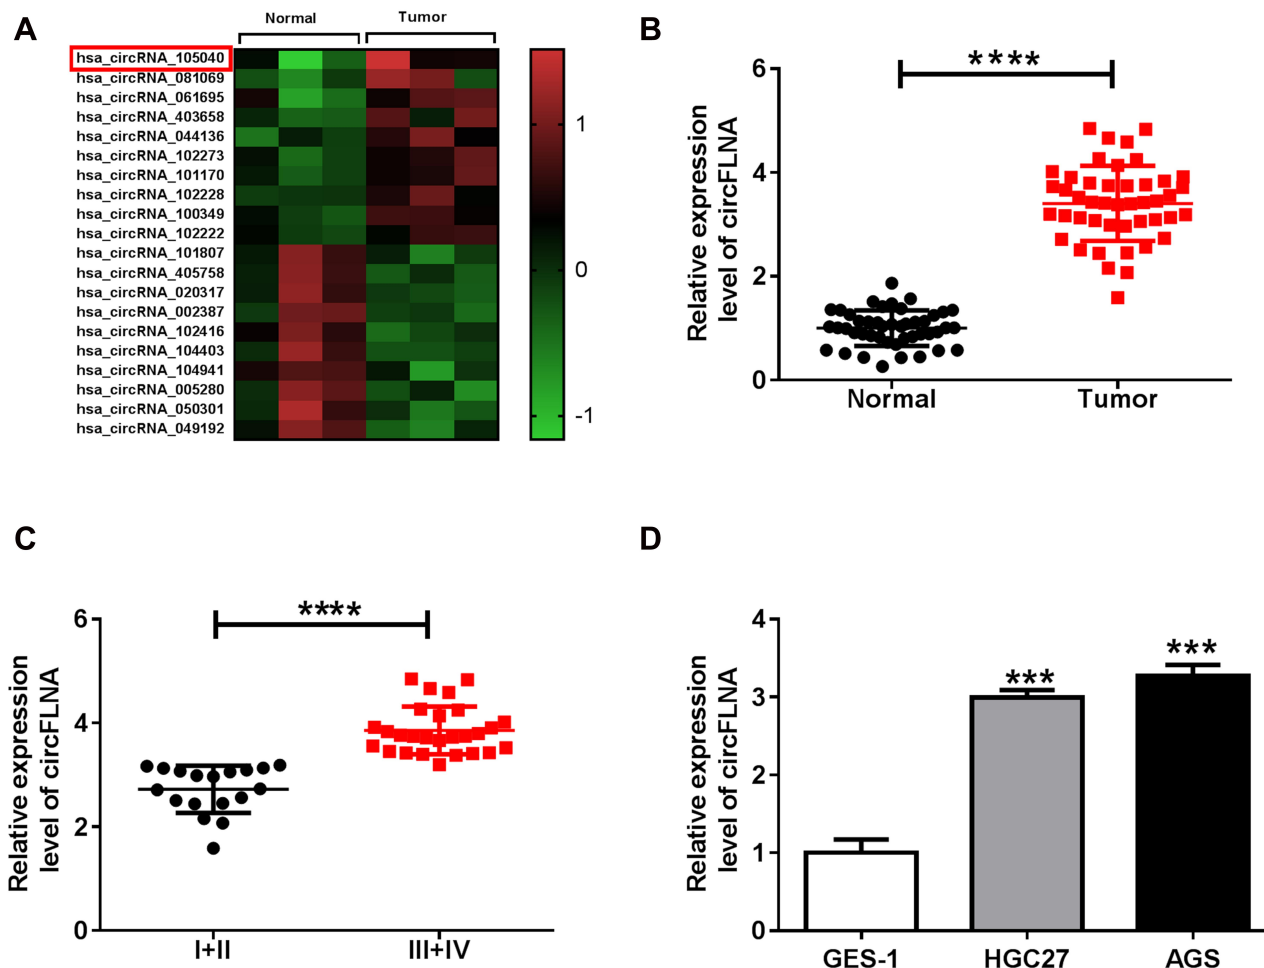 A
Normal
Tumor
hsa_circRNA_105040
hsa_circRNA_081069
hsa_circRNA_061695
hsa_circRNA_403658
hsa_circRNA_044136
hsa_circRNA_102273
hsa_circRNA_101170
hsa_circRNA_102228
hsa_circRNA_100349
hsa_circRNA_102222
hsa_circRNA_101807
hsa_circRNA_405758
hsa_circRNA_020317
hsa_circRNA_002387
hsa_circRNA_102416
hsa_circRNA_104403
hsa_circRNA_104941
hsa_circRNA_005280
hsa_circRNA_050301
hsa_circRNA_049192
1
0
-1
B
Relative expression
level of circFLNA
6
4
2
0
****
Normal
Tumor
C
Relative expression
level of circFLNA
6
4
2
0
****
I+II
III+IV
D
Relative expression
level of circFLNA
4
3
2
1
0
***
***
GES-1
HGC27
AGS